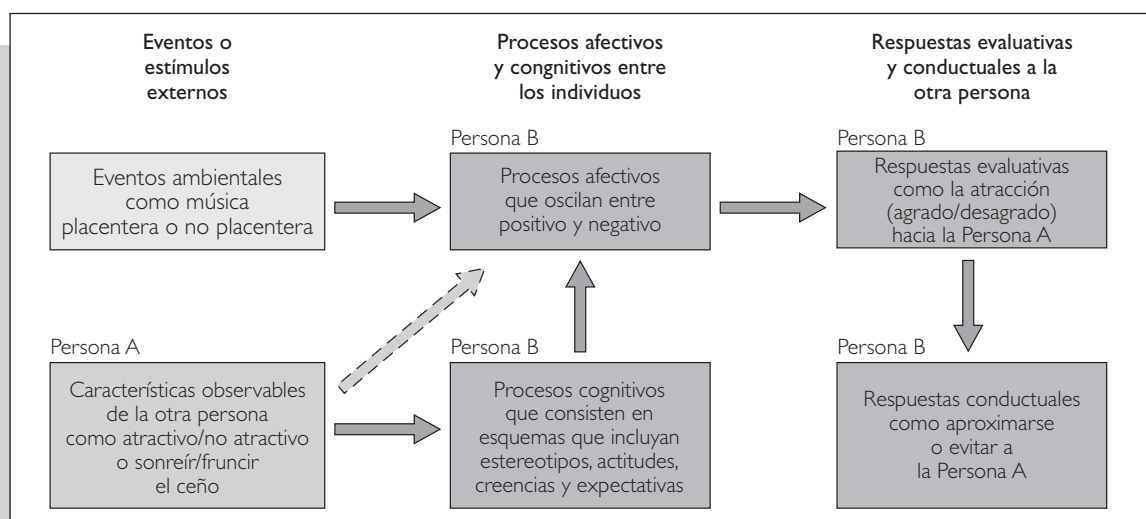 Eventos o
estímulos
externos
Procesos afectivos
y congnitivos entre
los individuos
Respuestas evaluativas
y conductuales a la
otra persona
Eventos ambientales
como música
placentera o no placentera
Persona B
Procesos afectivos
que oscilan entre
positivo y negativo
Persona B
Respuestas evaluativas
como la atracción
(agrado/desagrado)
hacia la Persona A
Persona A
Características observables
de la otra persona
como atractivo/no atractivo
o sonreír/fruncir
el ceño
Persona B
Procesos cognitivos
que consisten en
esquemas que incluyan
estereotipos, actitudes,
creencias y expectativas
Persona B
Respuestas conductuales
como aproximarse
o evitar a
la Persona A